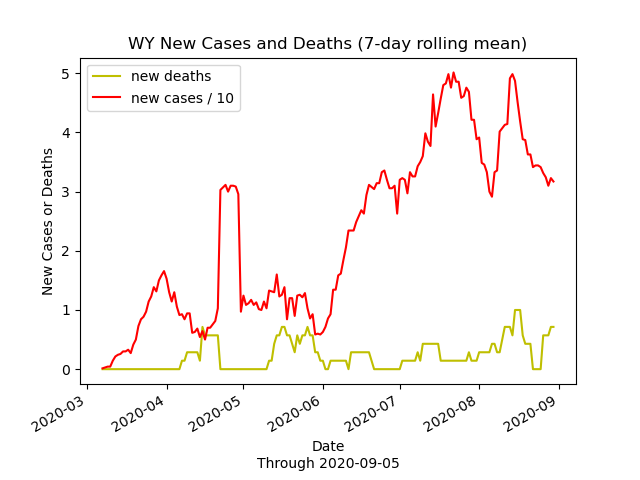 WY New Cases and Deaths (7-day rolling mean)
new deaths
new cases / 10
New Cases or Deaths
5
4
3
2
1
0
2020-03
2020-04
2020-05
2020-06
2020-07
2020-08
2020-09
Date
Through 2020-09-05